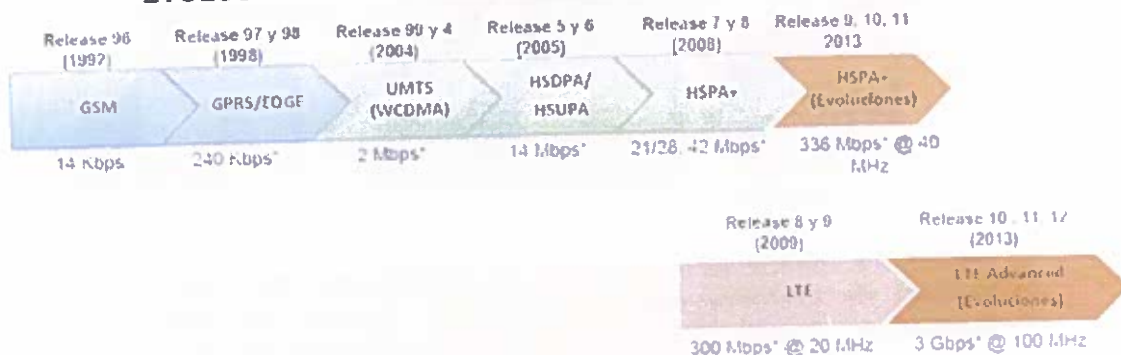 Release 96
(1997)
GSM
14 Kbps
Release 97 y 98
(1998)
GPRS/EDGE
240 Kbps*
Release 99 y 4
(2004)
UMTS
(WCDMA)
2 Mbps*
Release 5 y 6
(2005)
HSDPA/
HSUPA
14 Mbps*
Release 7 y 8
(2008)
HSPA+
21/28, 42 Mbps*
Release 9, 10, 11
2013
HSPA+
(Evoluciones)
336 Mbps* @ 40
MHz
Release 8 y 9
(2009)
LTE
300 Mbps* @ 20 MHz
Release 10, 11, 12
(2013)
LTE Advanced
(Evoluciones)
3 Gbps* @ 100 MHz